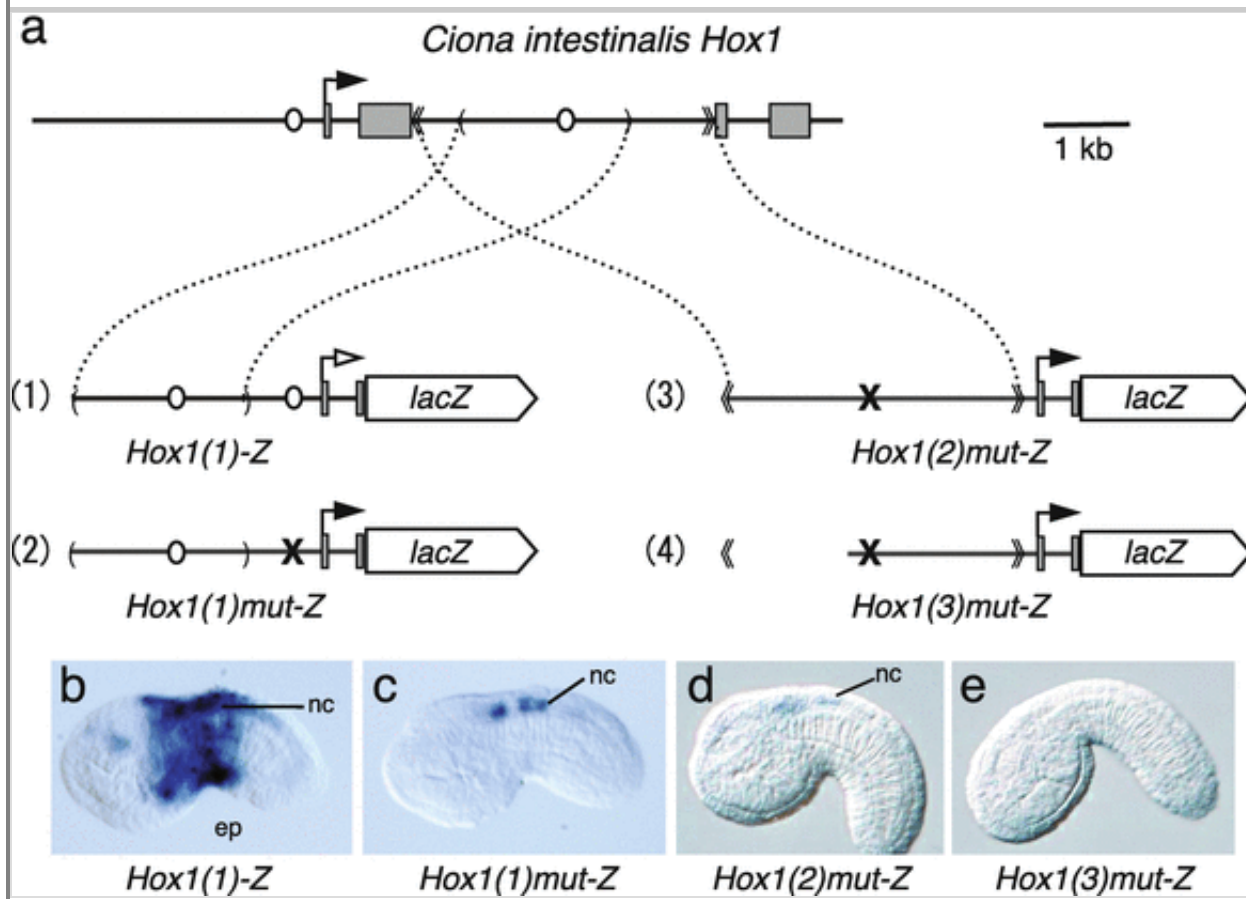 a
Ciona intestinalis Hox1
1 kb
(1) lacZ
Hox1(1)-Z
(3) X lacZ
Hox1(2)mut-Z
(2) X lacZ
Hox1(1)mut-Z
(4) X lacZ
Hox1(3)mut-Z
b nc ep
Hox1(1)-Z
c nc
Hox1(1)mut-Z
d nc
Hox1(2)mut-Z
e
Hox1(3)mut-Z